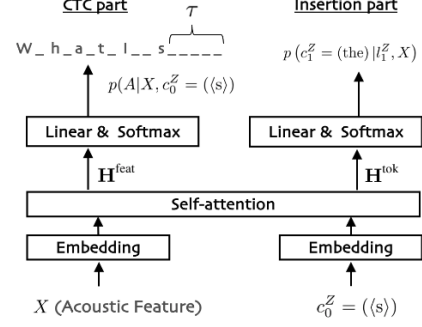 CTC part
Insertion part
τ
W _ h _ a _ t _ I _ _ s _ _ _ _ _
p(A|X, c_0^Z = (⟨s⟩))
p (c_1^Z = (the) | l_1^Z, X)
Linear & Softmax
Linear & Softmax
H^feat
H^tok
Self-attention
Embedding
Embedding
X (Acoustic Feature)
c_0^Z = (⟨s⟩)